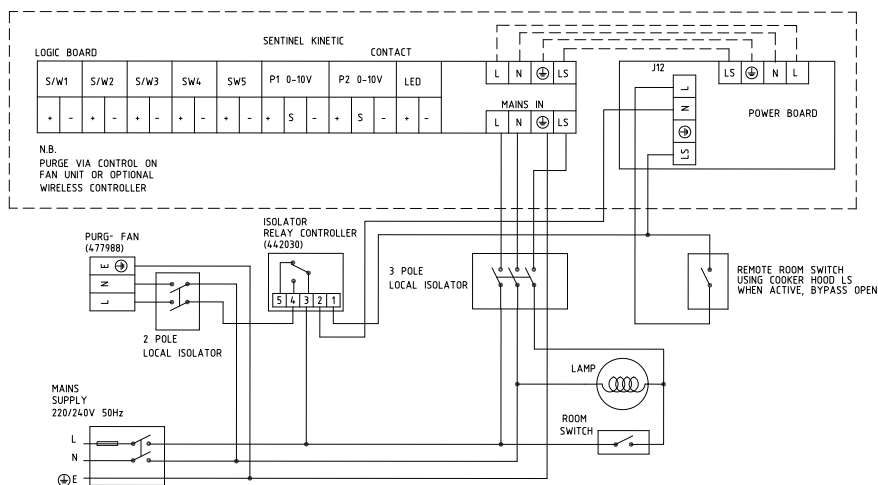 SENTINEL KINETIC
LOGIC BOARD
CONTACT
S/W1 S/W2 S/W3 SW4 SW5 P1 0-10V P2 0-10V LED
+ - + - + - + - + - + S - + S - + -
L N LS
MAINS IN
L N LS
J12
L
N
LS
LS N L
POWER BOARD
N.B.
PURGE VIA CONTROL ON
FAN UNIT OR OPTIONAL
WIRELESS CONTROLLER
PURG- FAN
(477988)
E
N
L
2 POLE
LOCAL ISOLATOR
ISOLATOR
RELAY CONTROLLER
(442030)
5 4 3 2 1
3 POLE
LOCAL ISOLATOR
REMOTE ROOM SWITCH
USING COOKER HOOD LS
WHEN ACTIVE, BYPASS OPEN
LAMP
ROOM
SWITCH
MAINS
SUPPLY
220/240V 50Hz
L
N
E